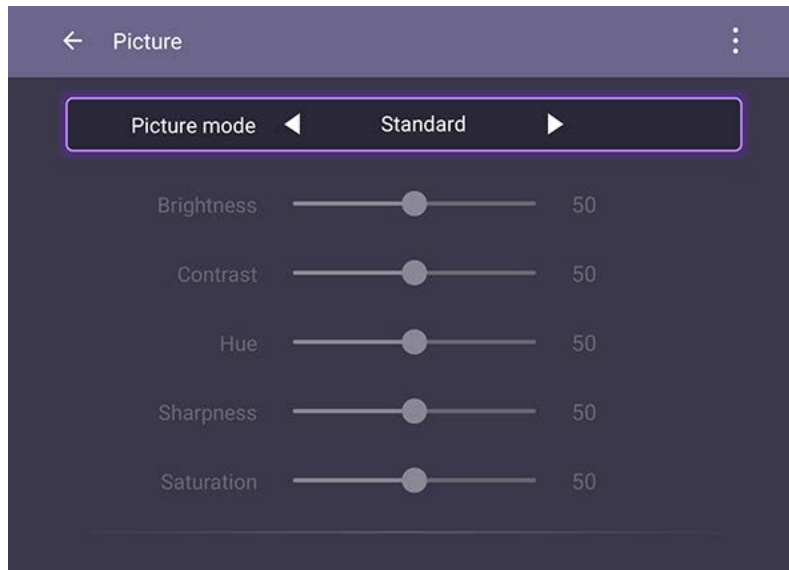 Picture
Picture mode Standard
Brightness 50
Contrast 50
Hue 50
Sharpness 50
Saturation 50